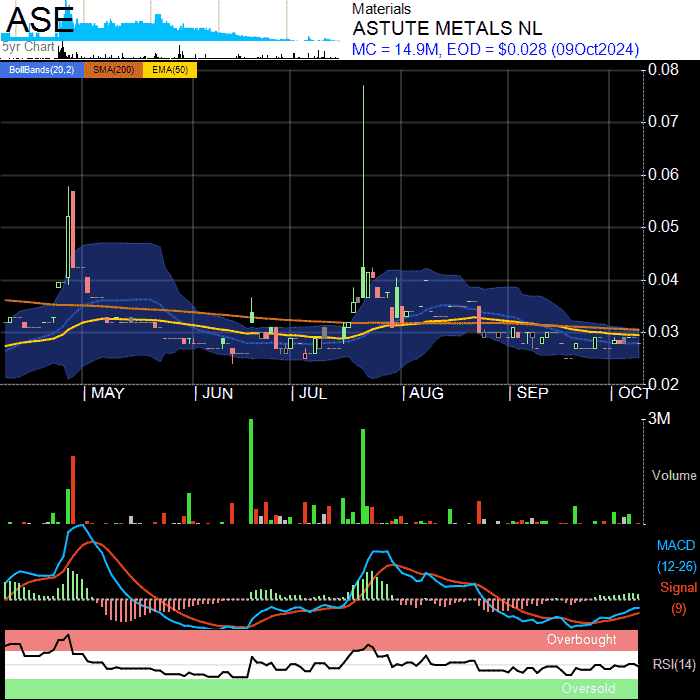 ASE
Materials
ASTUTE METALS NL
5yr Chart
MC = 14.9M, EOD = $0.028 (09Oct2024)
BollBands(20,2) SMA(200) EMA(50)
0.08
0.07
0.06
0.05
0.04
0.03
0.02
MAY JUN JUL AUG SEP OCT
3M
Volume
MACD
(12-26)
Signal
(9)
Overbought
RSI(14)
Oversold